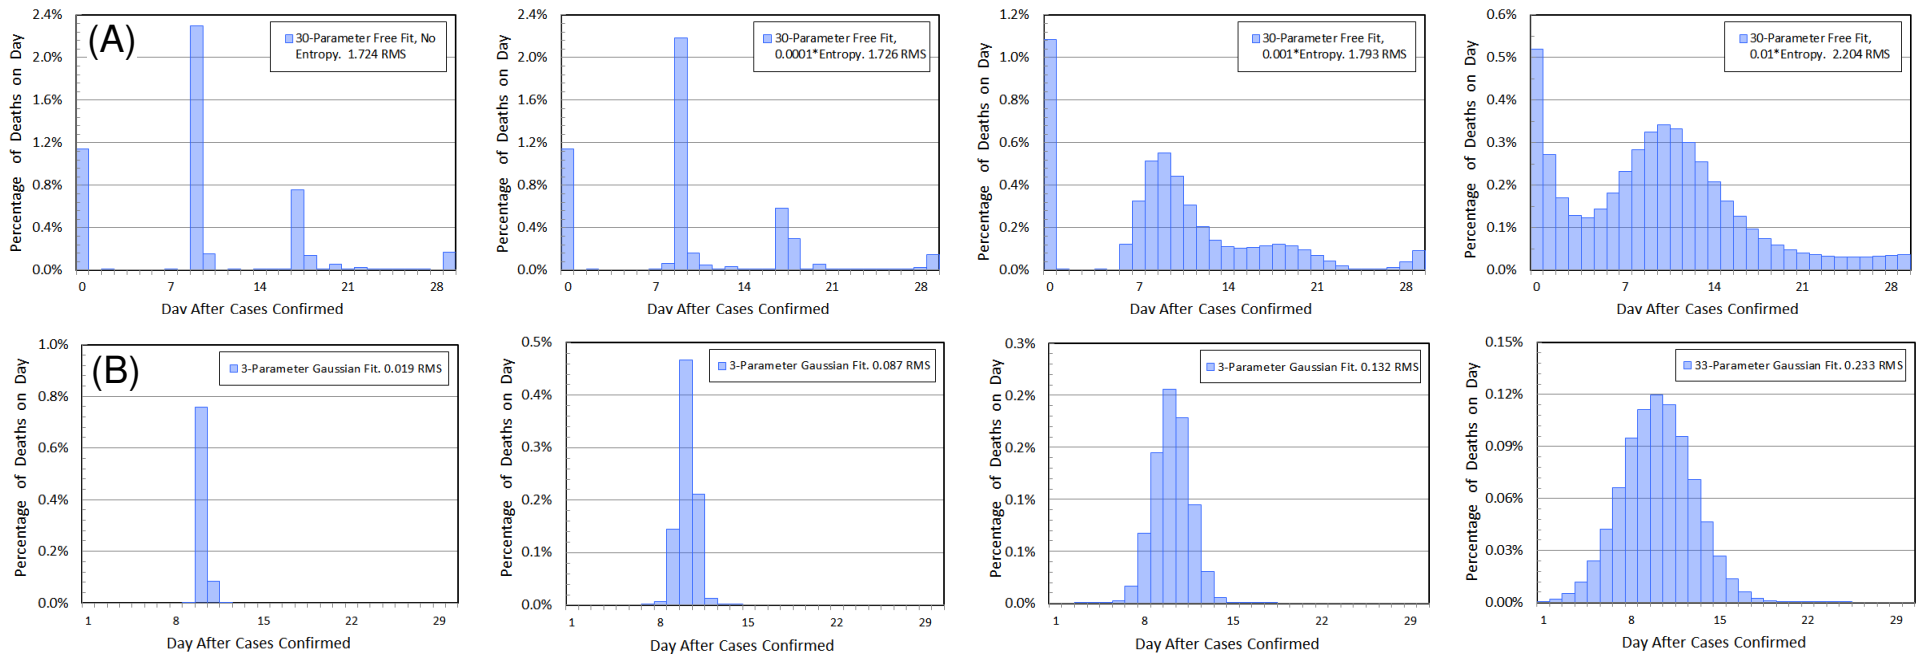 (A)
Percentage of Deaths on Day
2.4%
2.0%
1.6%
1.2%
0.8%
0.4%
0.0%
30-Parameter Free Fit, No
Entropy. 1.724 RMS
0 7 14 21 28
Day After Cases Confirmed
Percentage of Deaths on Day
2.4%
2.0%
1.6%
1.2%
0.8%
0.4%
0.0%
30-Parameter Free Fit,
0.0001*Entropy. 1.726 RMS
0 7 14 21 28
Day After Cases Confirmed
Percentage of Deaths on Day
1.2%
1.0%
0.8%
0.6%
0.4%
0.2%
0.0%
30-Parameter Free Fit,
0.001*Entropy. 1.793 RMS
0 7 14 21 28
Day After Cases Confirmed
Percentage of Deaths on Day
0.6%
0.5%
0.4%
0.3%
0.2%
0.1%
0.0%
30-Parameter Free Fit,
0.01*Entropy. 2.204 RMS
0 7 14 21 28
Day After Cases Confirmed
(B)
Percentage of Deaths on Day
1.0%
0.8%
0.6%
0.4%
0.2%
0.0%
3-Parameter Gaussian Fit. 0.019 RMS
1 8 15 22 29
Day After Cases Confirmed
Percentage of Deaths on Day
0.5%
0.4%
0.3%
0.2%
0.1%
0.0%
3-Parameter Gaussian Fit. 0.087 RMS
1 8 15 22 29
Day After Cases Confirmed
Percentage of Deaths on Day
0.3%
0.2%
0.2%
0.1%
0.1%
0.0%
3-Parameter Gaussian Fit. 0.132 RMS
1 8 15 22 29
Day After Cases Confirmed
Percentage of Deaths on Day
0.15%
0.12%
0.09%
0.06%
0.03%
0.00%
33-Parameter Gaussian Fit. 0.233 RMS
1 8 15 22 29
Day After Cases Confirmed